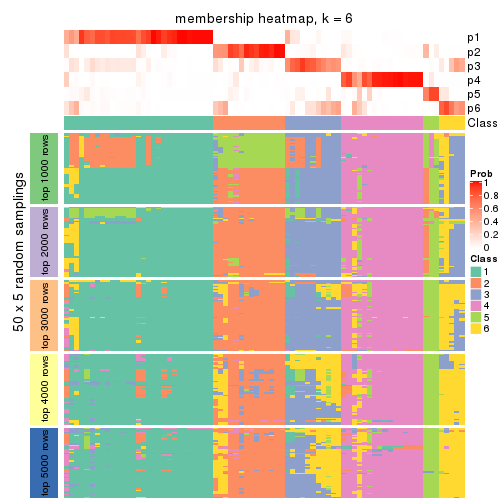 membership heatmap, k = 6
p1
p2
p3
p4
p5
p6
Class
50 x 5 random samplings
top 1000 rows
top 2000 rows
top 3000 rows
top 4000 rows
top 5000 rows
Prob
1
0.8
0.6
0.4
0.2
0
Class
1
2
3
4
5
6